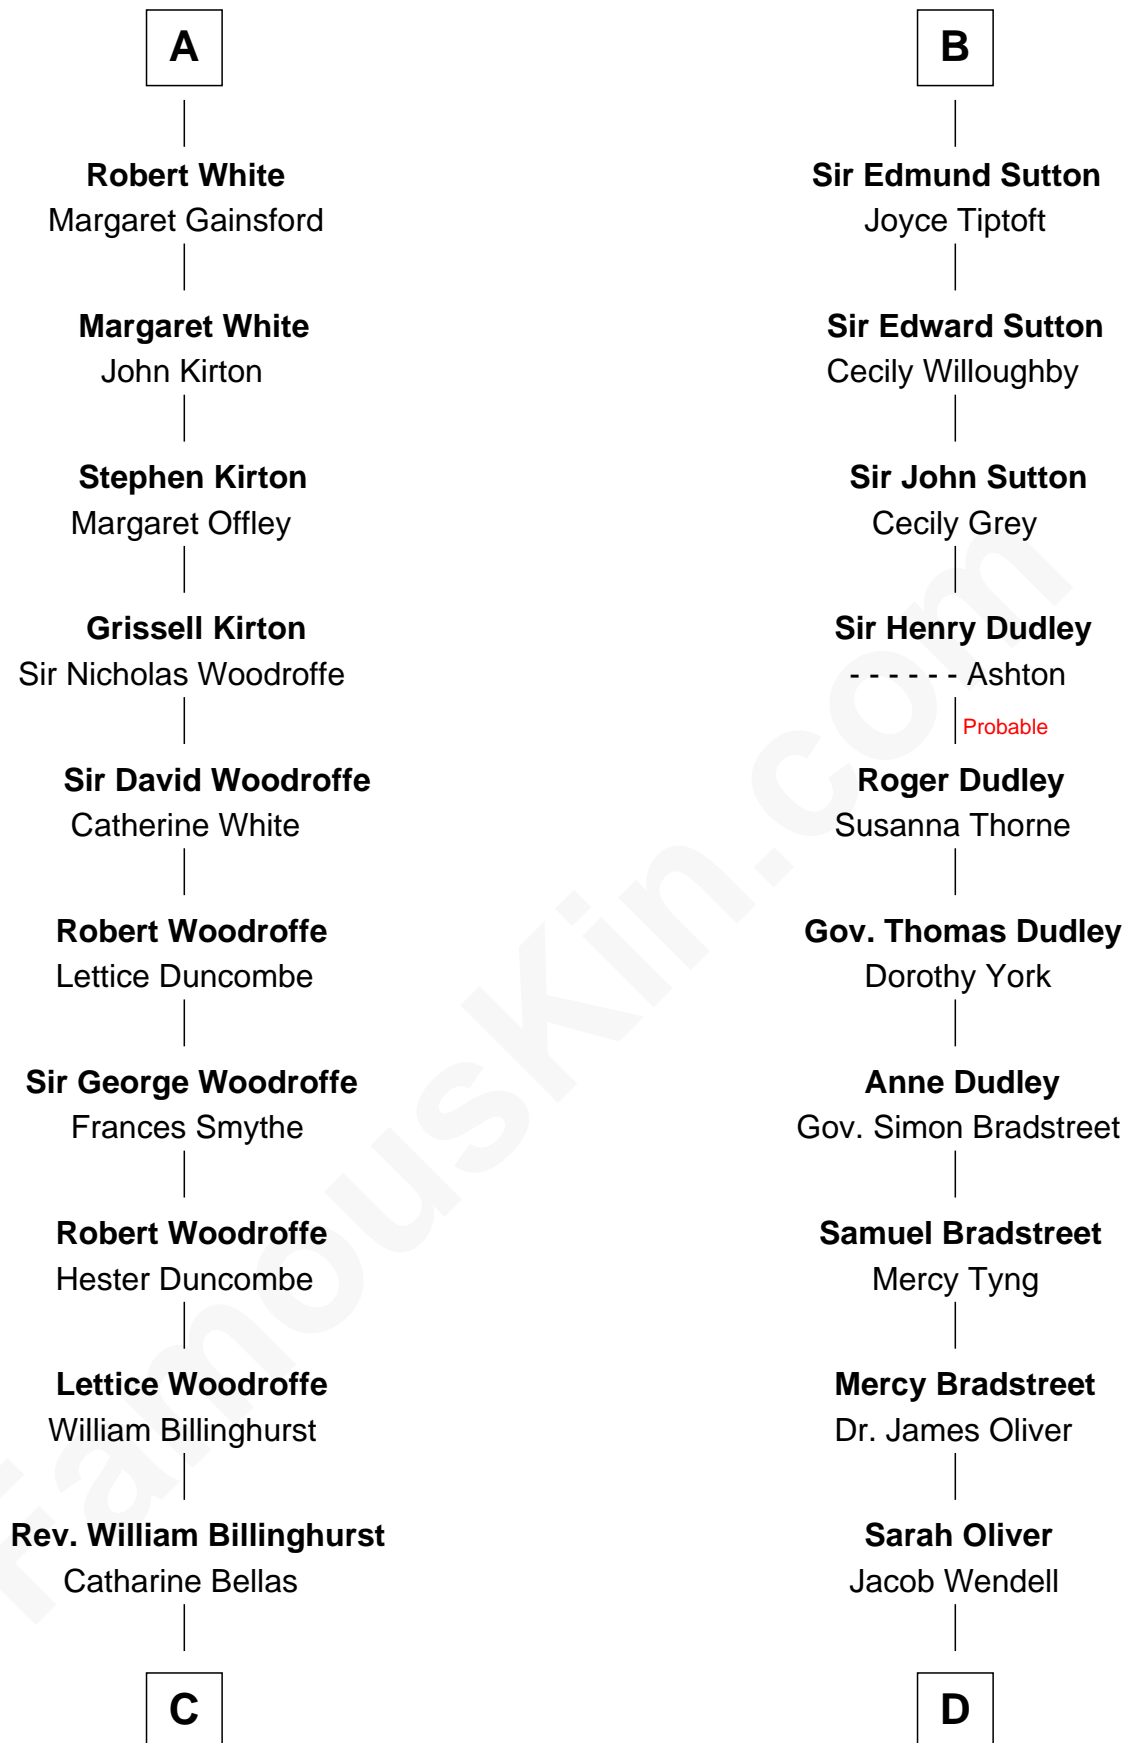 A
Robert White
Margaret Gainsford
Margaret White
John Kirton
Stephen Kirton
Margaret Offley
Grissell Kirton
Sir Nicholas Woodroffe
Sir David Woodroffe
Catherine White
Robert Woodroffe
Lettice Duncombe
Sir George Woodroffe
Frances Smythe
Robert Woodroffe
Hester Duncombe
Lettice Woodroffe
William Billinghurst
Rev. William Billinghurst
Catharine Bellas
C
B
Sir Edmund Sutton
Joyce Tiptoft
Sir Edward Sutton
Cecily Willoughby
Sir John Sutton
Cecily Grey
Sir Henry Dudley
- - - - - - Ashton
Probable
Roger Dudley
Susanna Thorne
Gov. Thomas Dudley
Dorothy York
Anne Dudley
Gov. Simon Bradstreet
Samuel Bradstreet
Mercy Tyng
Mercy Bradstreet
Dr. James Oliver
Sarah Oliver
Jacob Wendell
D
FamousKin.com